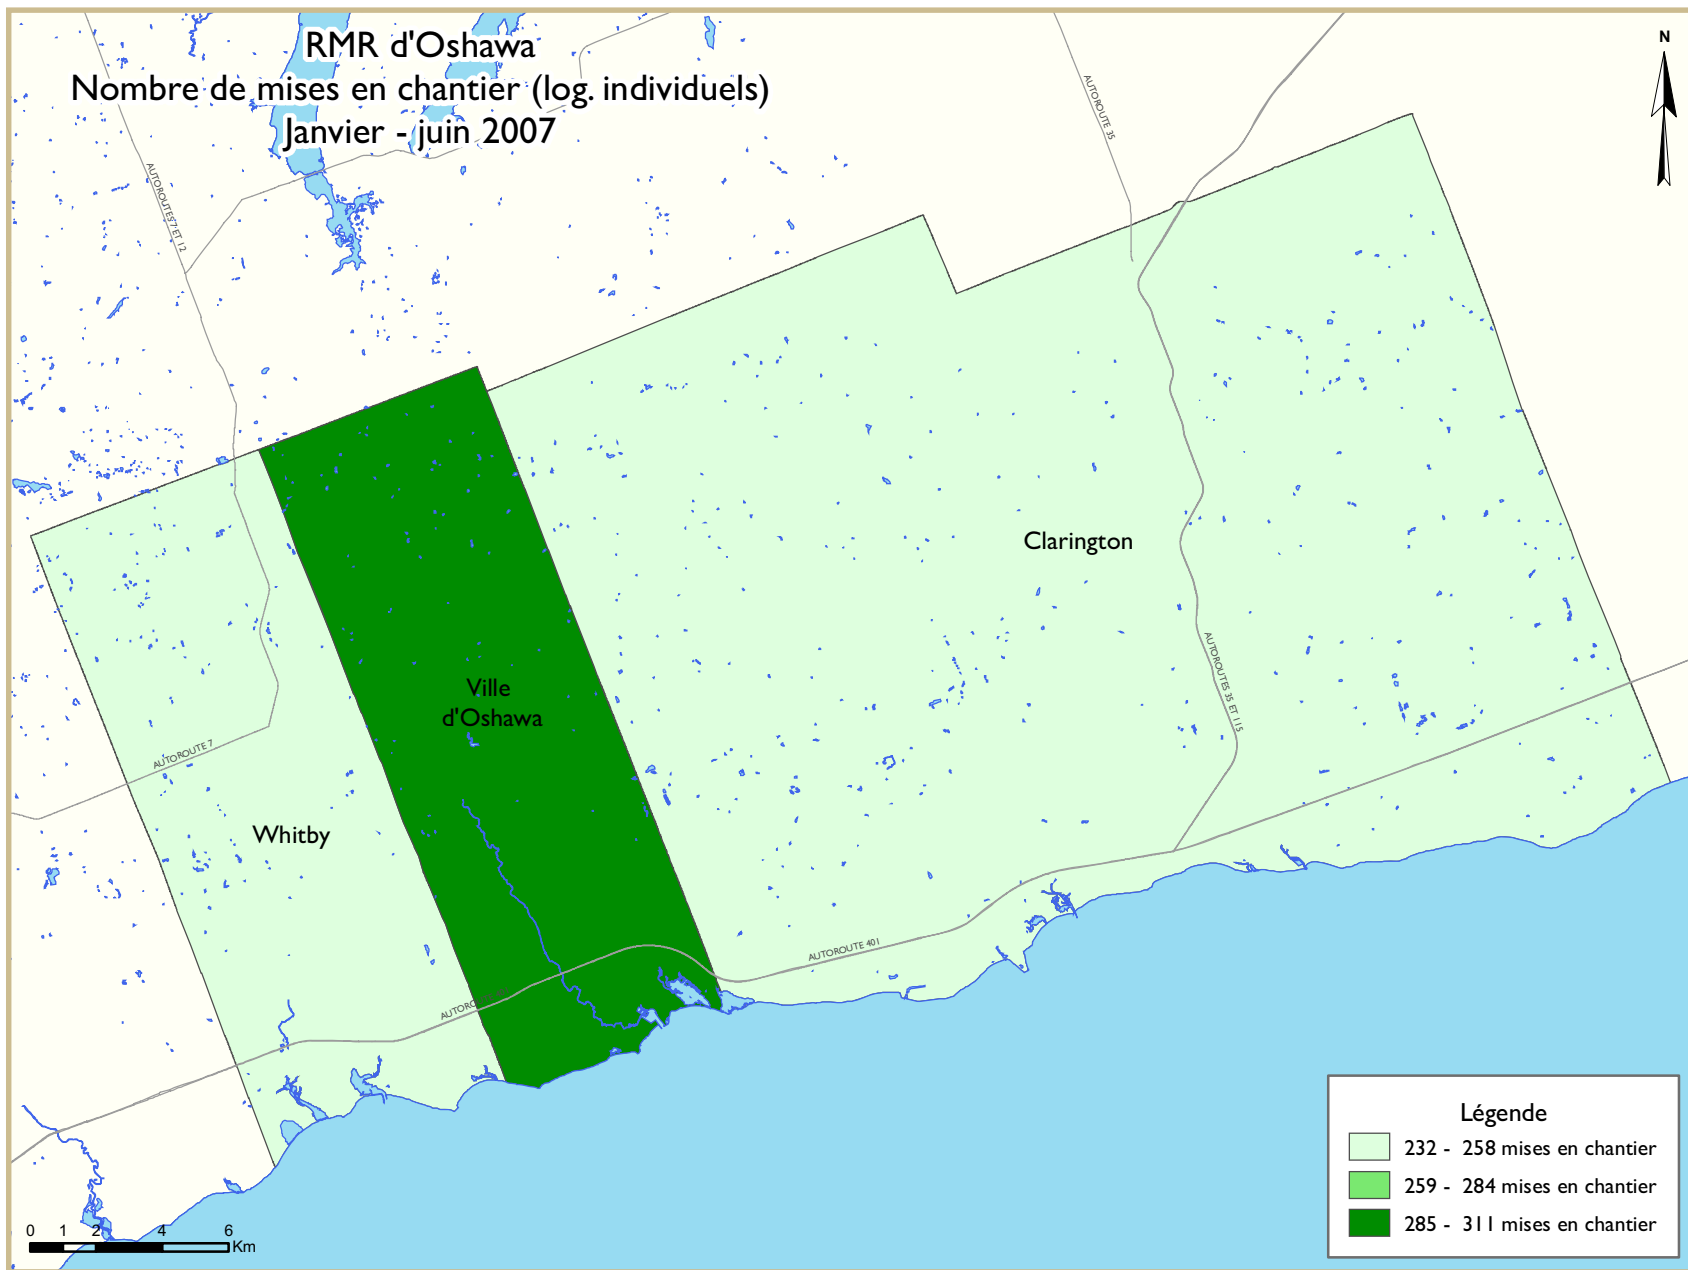 RMR d'Oshawa
Nombre de mises en chantier (log. individuels)
Janvier - juin 2007
N
AUTOROUTE 35
AUTOROUTES 7 ET 12
Clarington
AUTOROUTES 35 ET 115
Ville
d'Oshawa
AUTOROUTE 7
Whitby
AUTOROUTE 401
Légende
232 - 258 mises en chantier
259 - 284 mises en chantier
285 - 311 mises en chantier
0 1 2 4 6
Km